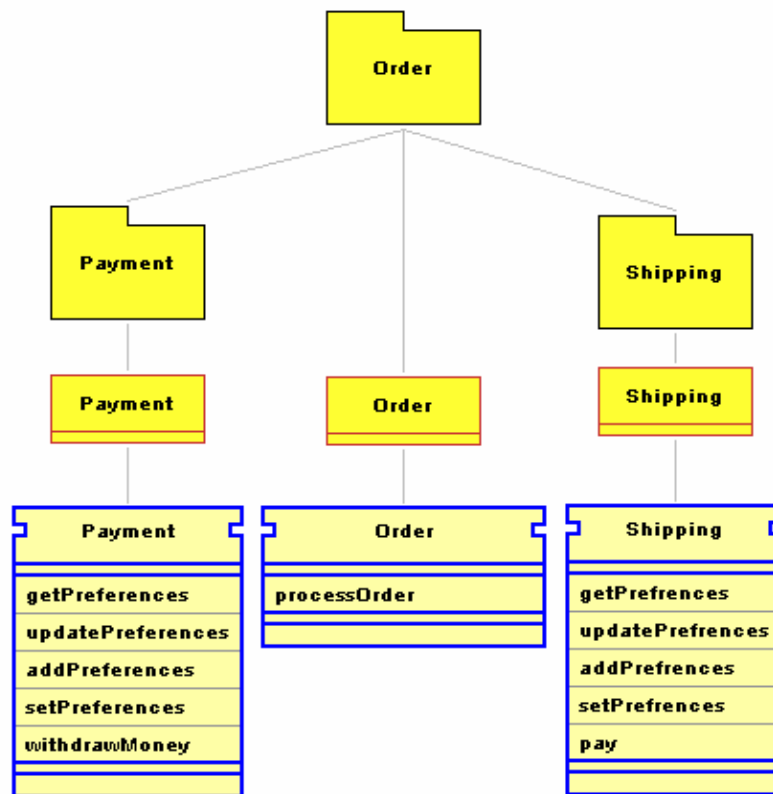 Order
Payment
Shipping
Payment
Order
Shipping
Payment
getPreferences
updatePreferences
addPreferences
setPreferences
withdrawMoney
Order
processOrder
Shipping
getPrefrences
updatePrefrences
addPrefrences
setPrefrences
pay